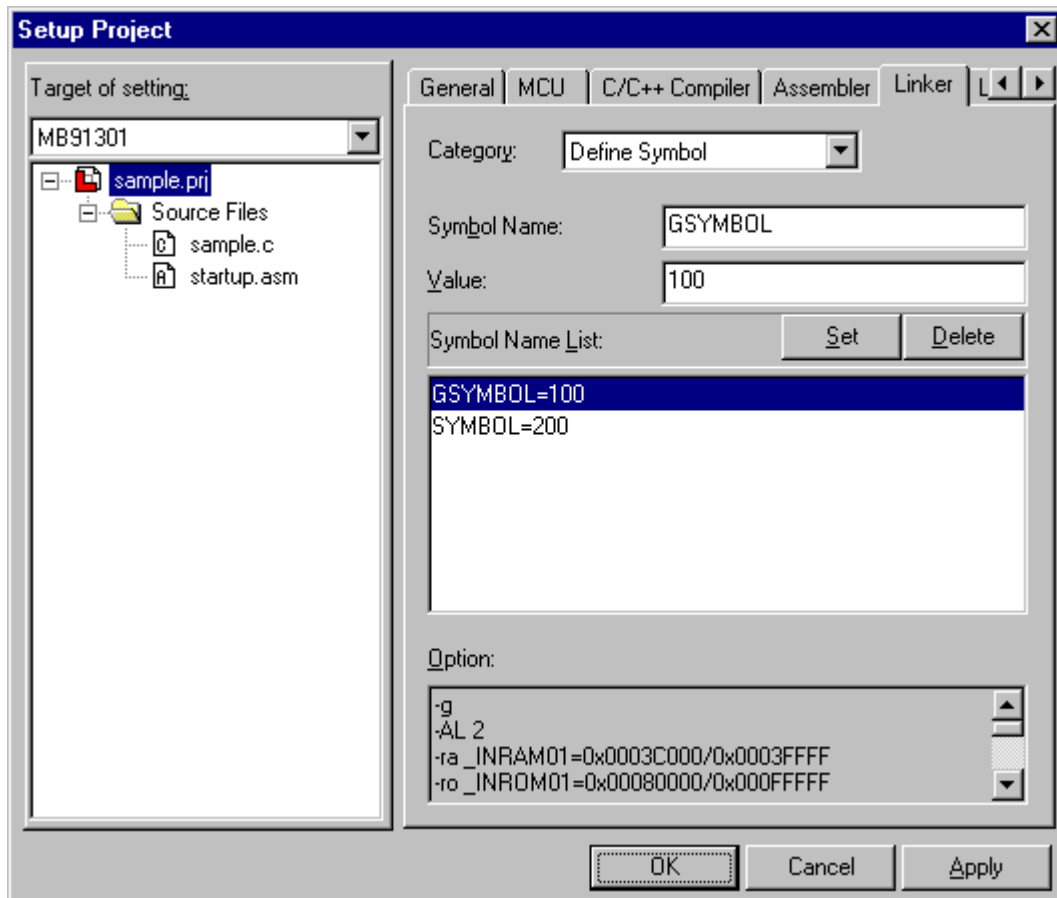 Setup Project
Target of setting:
MB91301
sample.prj
Source Files
sample.c
startup.asm
General MCU C/C++ Compiler Assembler Linker L
Category: Define Symbol
Symbol Name: GSYMBOL
Value: 100
Symbol Name List: Set Delete
GSYMBOL=100
SYMBOL=200
Option:
-g
-AL 2
-ra _INRAM01=0x0003C000/0x0003FFFF
-ro _INROM01=0x00080000/0x000FFFFF
OK Cancel Apply